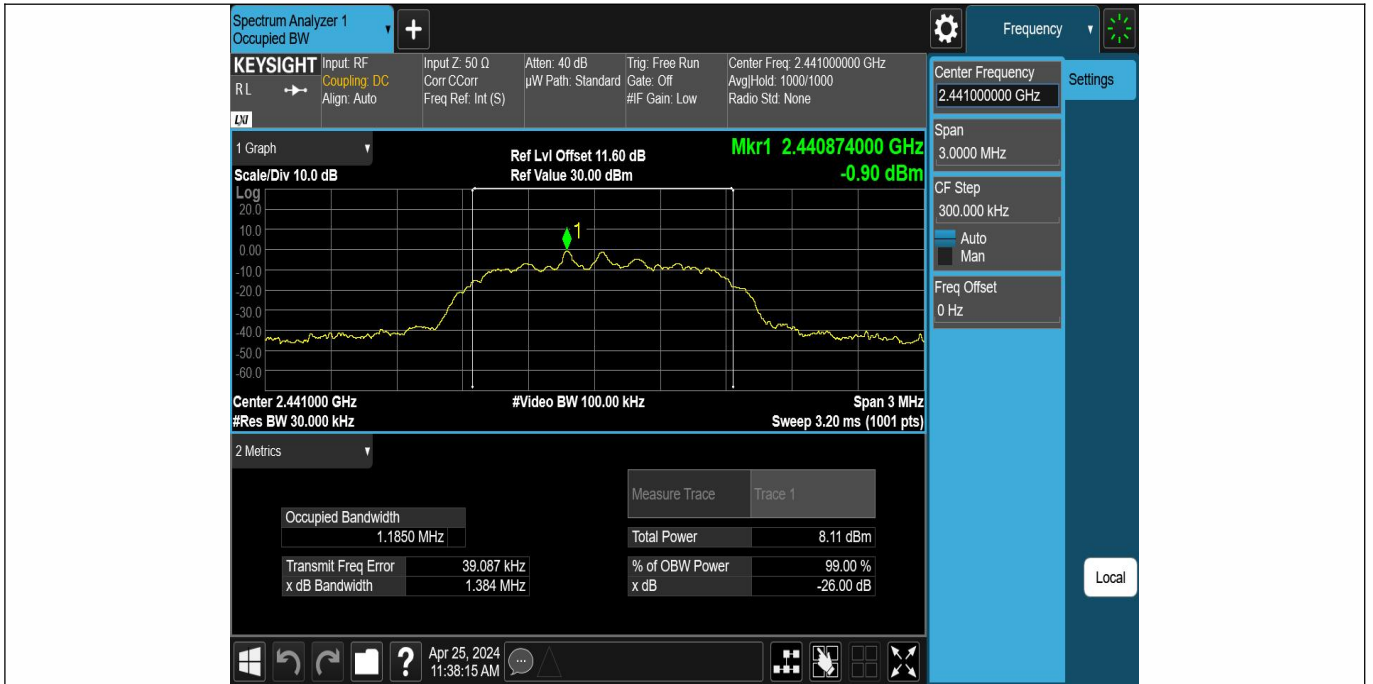 Spectrum Analyzer 1
Occupied BW
+
Frequency
KEYSIGHT
RL
LXI
Input: RF
Coupling: DC
Align: Auto
Input Z: 50 Ω
Corr CCorr
Freq Ref: Int (S)
Atten: 40 dB
µW Path: Standard
Trig: Free Run
Gate: Off
#IF Gain: Low
Center Freq: 2.441000000 GHz
Avg|Hold: 1000/1000
Radio Std: None
Center Frequency
2.441000000 GHz
Settings
Span
3.0000 MHz
CF Step
300.000 kHz
Auto
Man
Freq Offset
0 Hz
Local
1 Graph
Scale/Div 10.0 dB
Ref Lvl Offset 11.60 dB
Ref Value 30.00 dBm
Mkr1 2.440874000 GHz
-0.90 dBm
Log
20.0
10.0
0.00
-10.0
-20.0
-30.0
-40.0
-50.0
-60.0
1
Center 2.441000 GHz
#Video BW 100.00 kHz
Span 3 MHz
#Res BW 30.000 kHz
Sweep 3.20 ms (1001 pts)
2 Metrics
Measure Trace Trace 1
Occupied Bandwidth
1.1850 MHz
Total Power 8.11 dBm
Transmit Freq Error 39.087 kHz
% of OBW Power 99.00 %
x dB Bandwidth 1.384 MHz
x dB -26.00 dB
?
Apr 25, 2024
11:38:15 AM